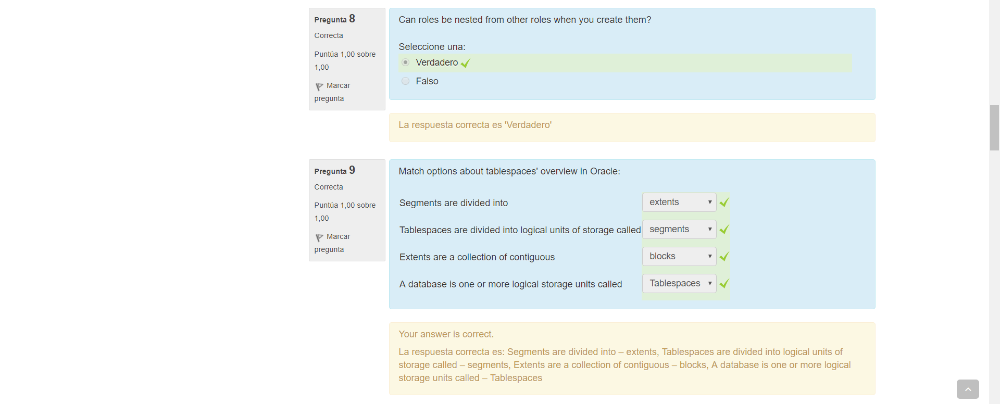 Pregunta 8
Correcta
Puntúa 1,00 sobre
1,00
Marcar
pregunta
Can roles be nested from other roles when you create them?
Seleccione una:
Verdadero
Falso
La respuesta correcta es 'Verdadero'
Pregunta 9
Correcta
Puntúa 1,00 sobre
1,00
Marcar
pregunta
Match options about tablespaces' overview in Oracle:
Segments are divided into extents
Tablespaces are divided into logical units of storage called segments
Extents are a collection of contiguous blocks
A database is one or more logical storage units called Tablespaces
Your answer is correct.
La respuesta correcta es: Segments are divided into – extents, Tablespaces are divided into logical units of
storage called – segments, Extents are a collection of contiguous – blocks, A database is one or more logical
storage units called – Tablespaces